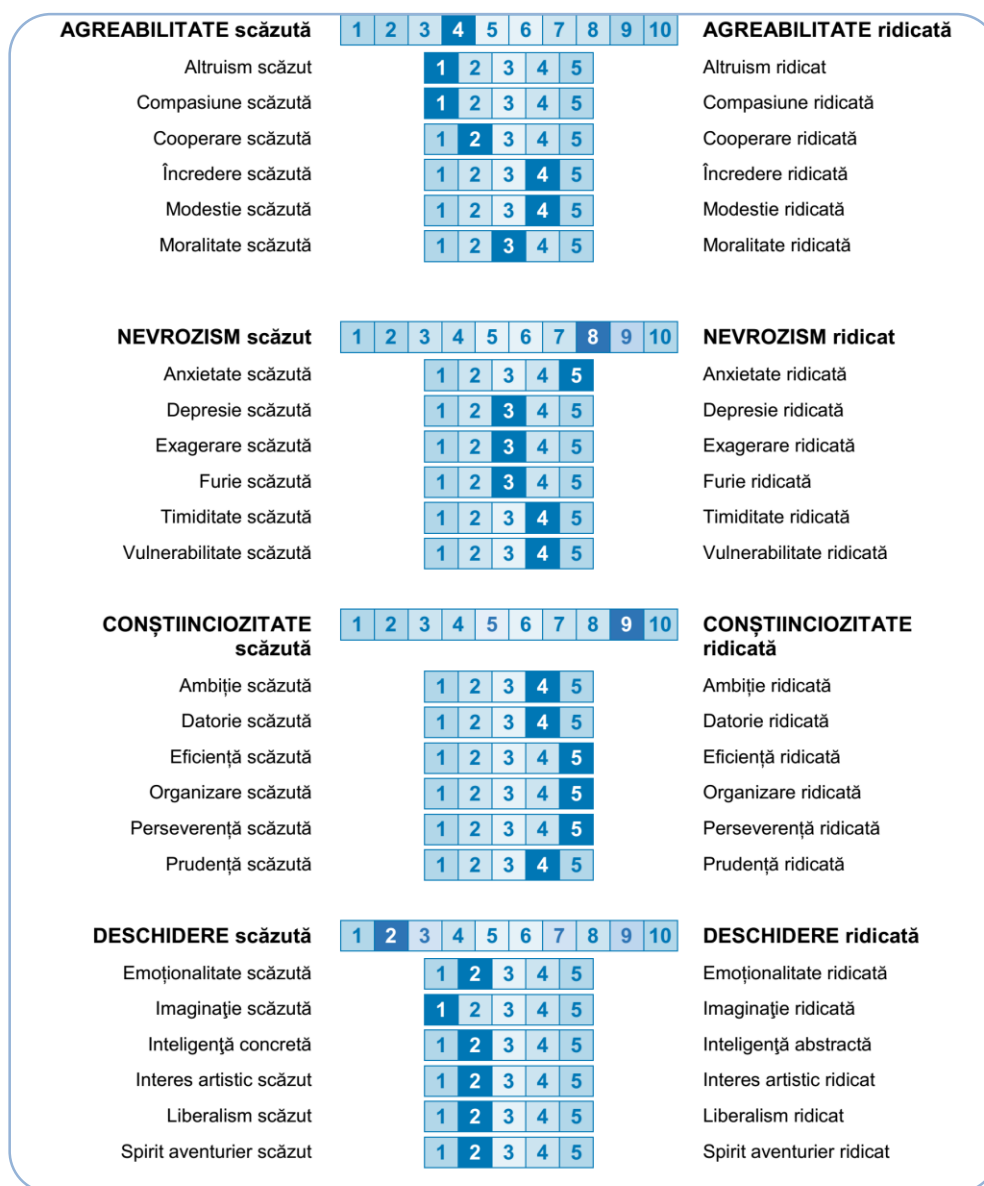 AGREABILITATE scăzută 1 2 3 4 5 6 7 8 9 10 AGREABILITATE ridicată
Altruism scăzut 1 2 3 4 5 Altruism ridicat
Compasiune scăzută 1 2 3 4 5 Compasiune ridicată
Cooperare scăzută 1 2 3 4 5 Cooperare ridicată
Încredere scăzută 1 2 3 4 5 Încredere ridicată
Modestie scăzută 1 2 3 4 5 Modestie ridicată
Moralitate scăzută 1 2 3 4 5 Moralitate ridicată
NEVROZISM scăzut 1 2 3 4 5 6 7 8 9 10 NEVROZISM ridicat
Anxietate scăzută 1 2 3 4 5 Anxietate ridicată
Depresie scăzută 1 2 3 4 5 Depresie ridicată
Exagerare scăzută 1 2 3 4 5 Exagerare ridicată
Furie scăzută 1 2 3 4 5 Furie ridicată
Timiditate scăzută 1 2 3 4 5 Timiditate ridicată
Vulnerabilitate scăzută 1 2 3 4 5 Vulnerabilitate ridicată
CONȘTIINCIOZITATE 1 2 3 4 5 6 7 8 9 10 CONȘTIINCIOZITATE
scăzută ridicată
Ambiție scăzută 1 2 3 4 5 Ambiție ridicată
Datorie scăzută 1 2 3 4 5 Datorie ridicată
Eficiență scăzută 1 2 3 4 5 Eficiență ridicată
Organizare scăzută 1 2 3 4 5 Organizare ridicată
Perseverență scăzută 1 2 3 4 5 Perseverență ridicată
Prudență scăzută 1 2 3 4 5 Prudență ridicată
DESCHIDERE scăzută 1 2 3 4 5 6 7 8 9 10 DESCHIDERE ridicată
Emoționalitate scăzută 1 2 3 4 5 Emoționalitate ridicată
Imaginaţie scăzută 1 2 3 4 5 Imaginaţie ridicată
Inteligenţă concretă 1 2 3 4 5 Inteligenţă abstractă
Interes artistic scăzut 1 2 3 4 5 Interes artistic ridicat
Liberalism scăzut 1 2 3 4 5 Liberalism ridicat
Spirit aventurier scăzut 1 2 3 4 5 Spirit aventurier ridicat